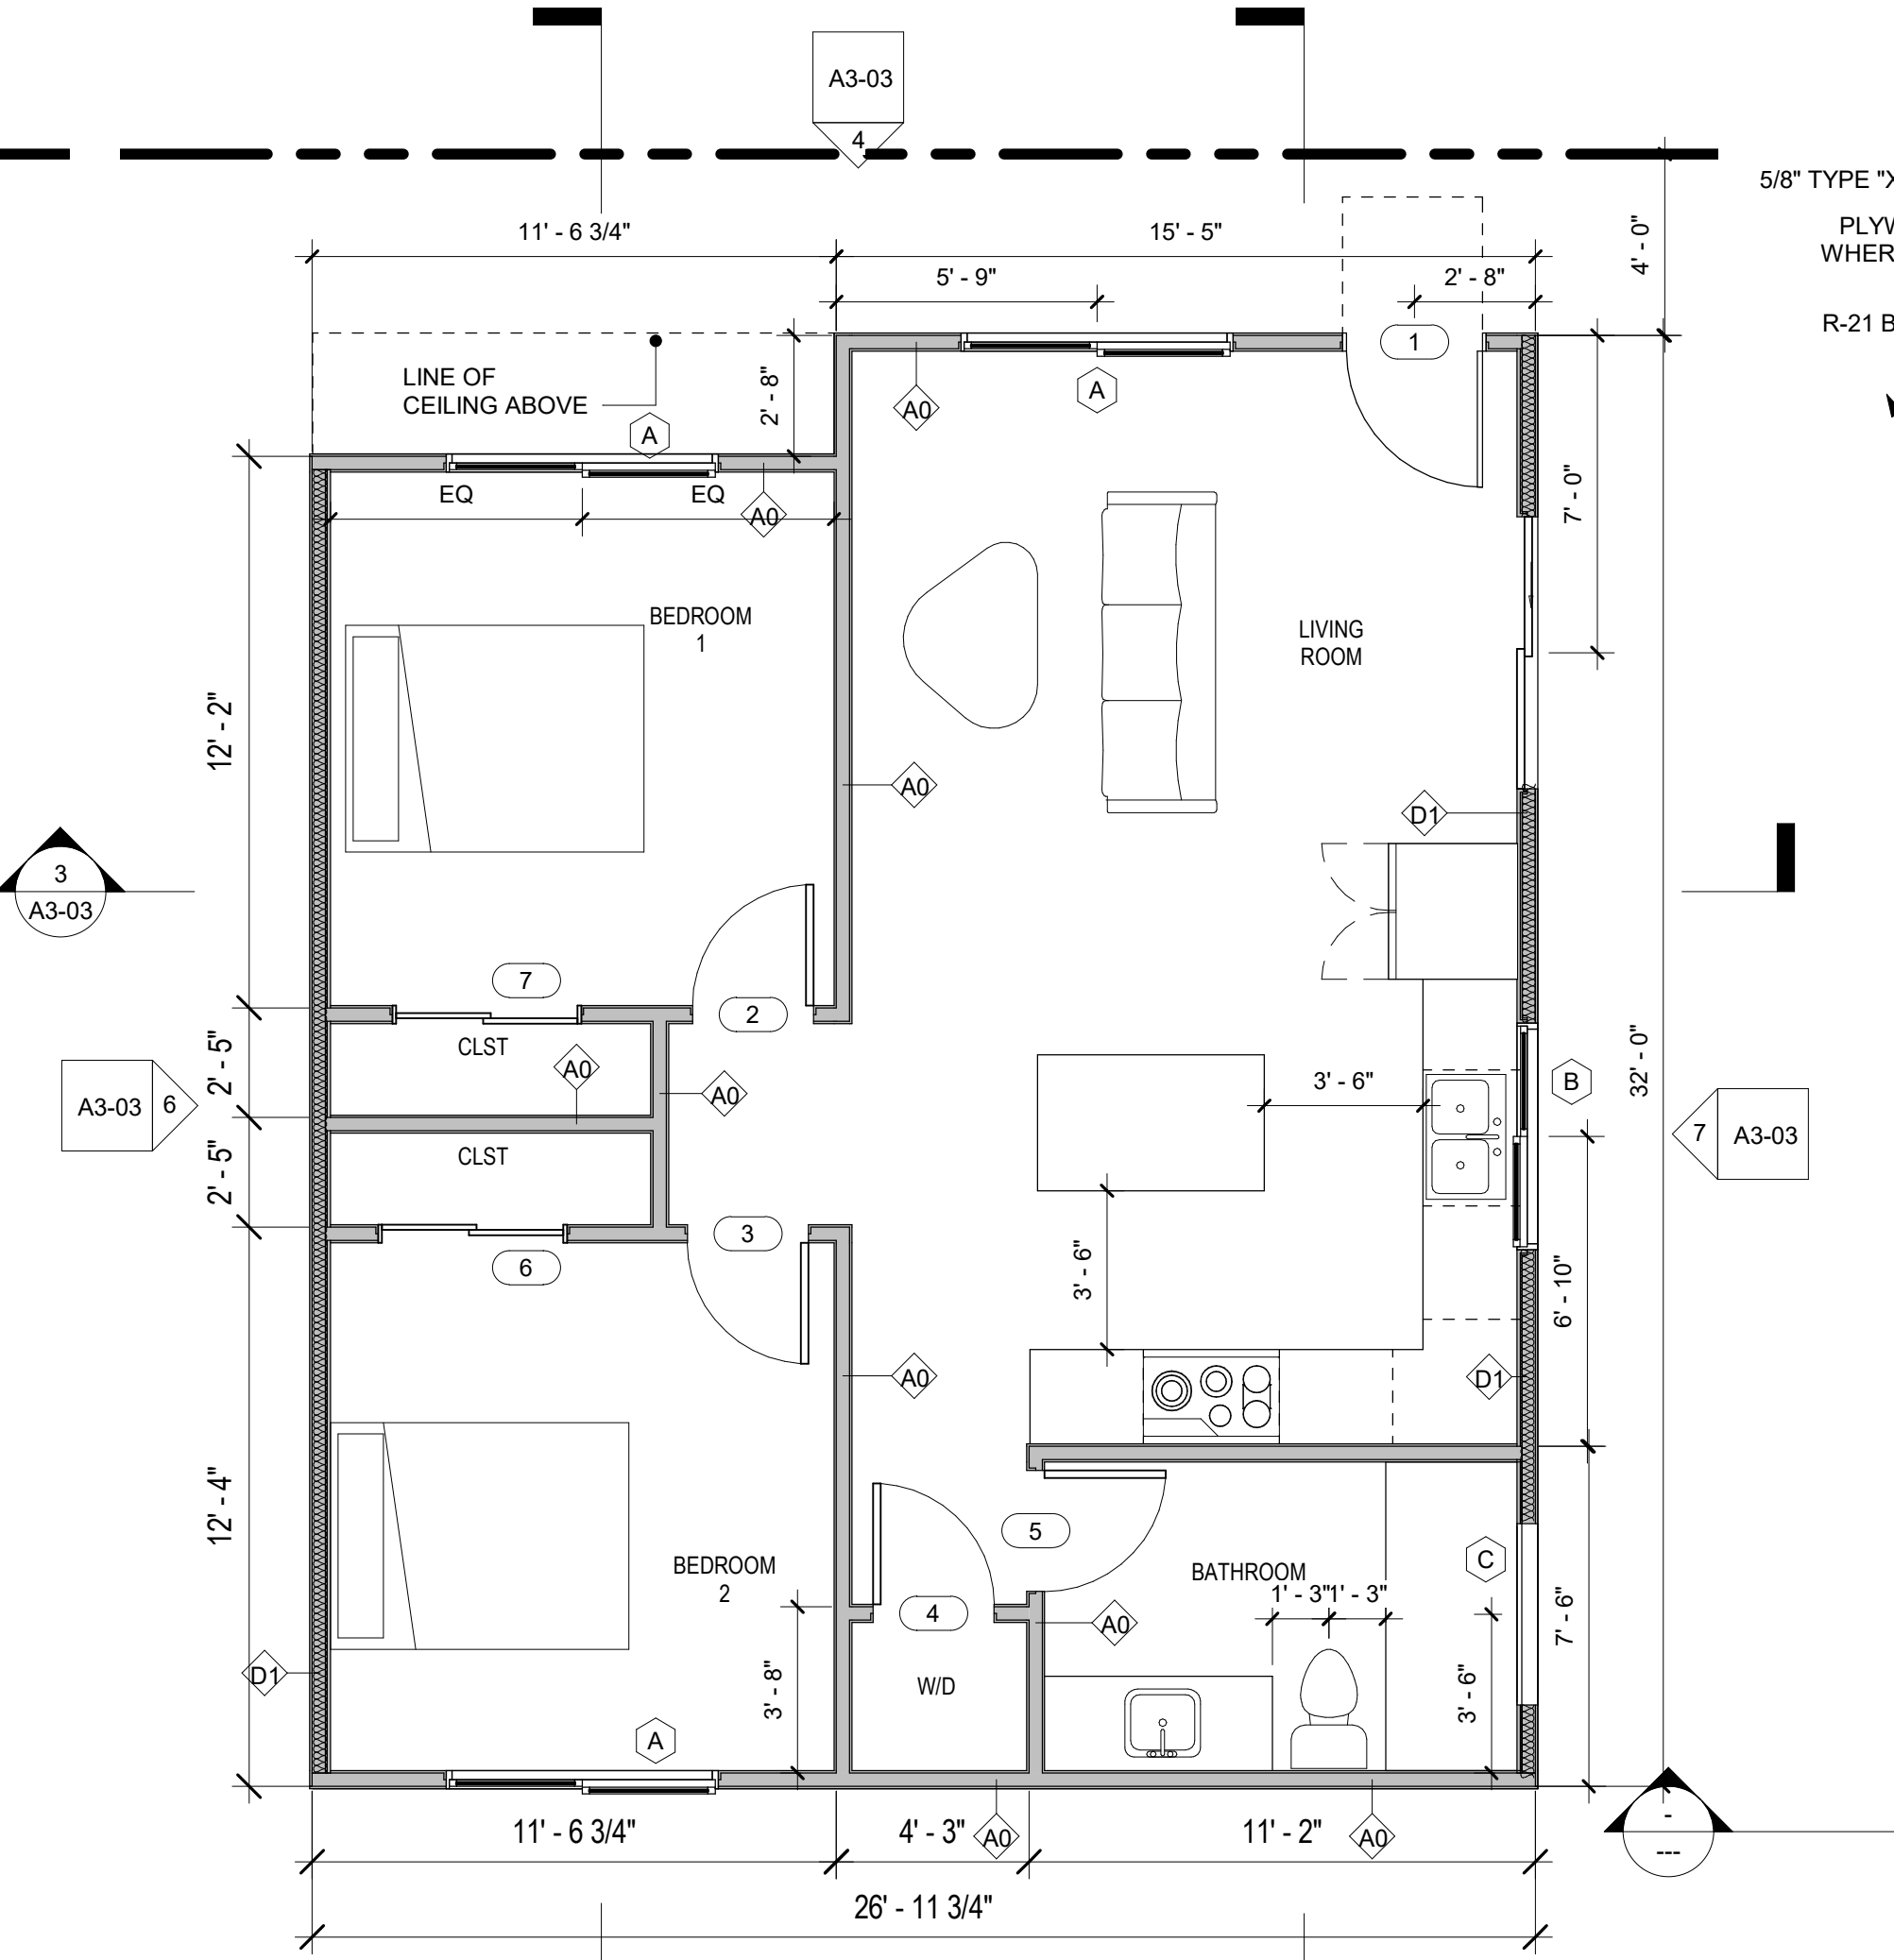 A3-03
4
5/8" TYPE "X
PLYW
WHER
R-21 B
11' - 6 3/4"
15' - 5"
4' - 0"
5' - 9"
2' - 8"
1
LINE OF
CEILING ABOVE
2' - 8"
A
A
A0
EQ
EQ
A0
7' - 0"
BEDROOM
1
LIVING
ROOM
12' - 2"
A0
D1
3
A3-03
7
2
CLST
A0
A0
2' - 5"
3' - 6"
B
32' - 0"
A3-03
6
7
A3-03
CLST
2' - 5"
3
6
3' - 6"
6' - 10"
A0
D1
12' - 4"
5
BEDROOM
2
BATHROOM
C
1' - 3"
1' - 3"
4
A0
7' - 6"
D1
3' - 8"
W/D
3' - 6"
A
11' - 6 3/4"
4' - 3"
A0
11' - 2"
A0
-
---
26' - 11 3/4"